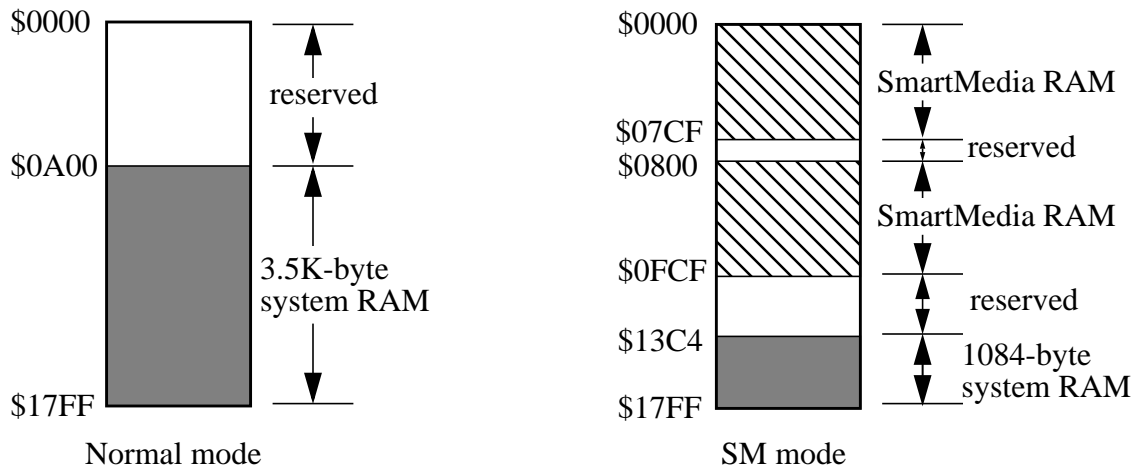 $0000
reserved
$0A00
3.5K-byte
system RAM
$17FF
Normal mode
$0000
SmartMedia RAM
$07CF
reserved
$0800
SmartMedia RAM
$0FCF
reserved
$13C4
1084-byte
system RAM
$17FF
SM mode